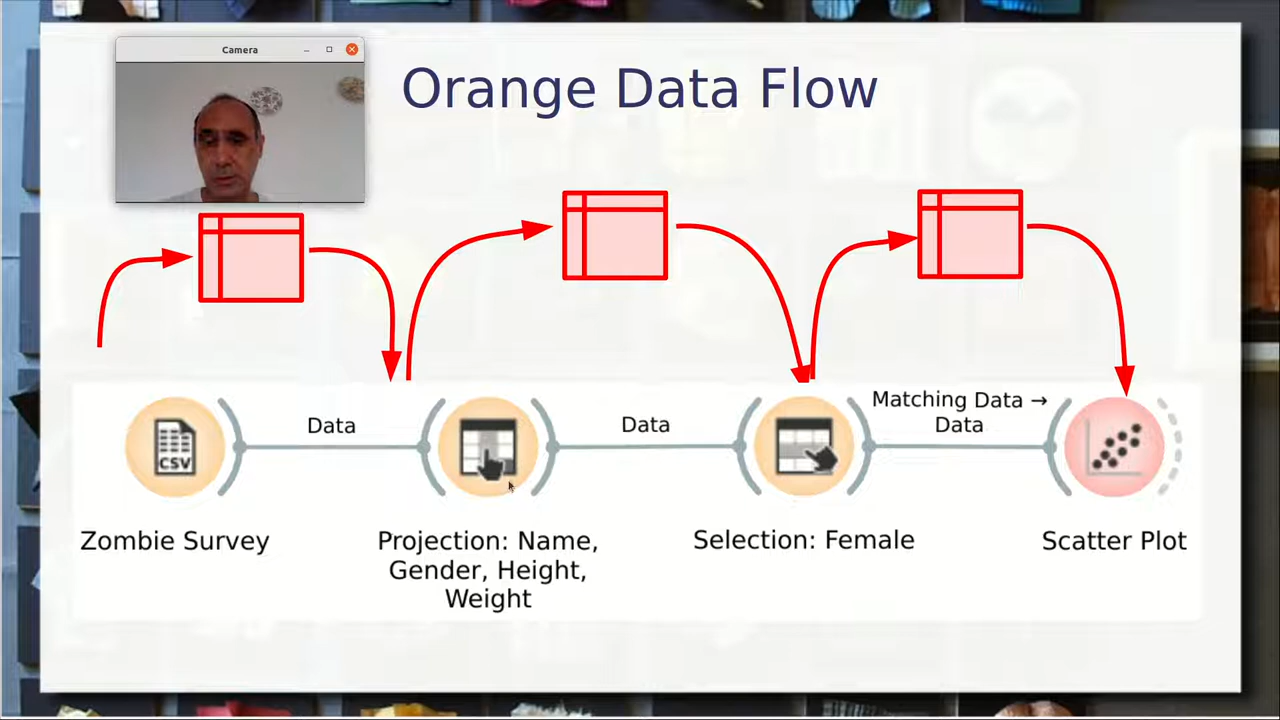 Camera
Orange Data Flow
Data
Data
Matching Data →
Data
CSV
Zombie Survey
Projection: Name,
Gender, Height,
Weight
Selection: Female
Scatter Plot